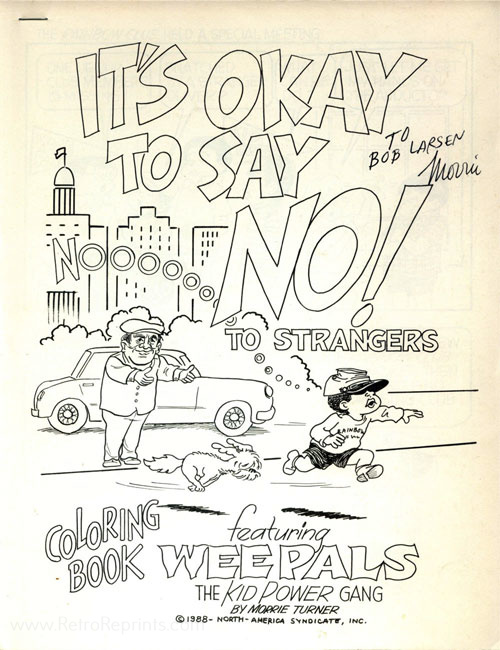 IT'S OKAY
TO SAY
NO!
TO BOB LARSEN
Morrie
NOOOOOO
TO STRANGERS
RAINBOW
COLORING
BOOK
featuring
WEE PALS
THE KID POWER GANG
BY MORRIE TURNER
©1988- NORTH-AMERICA SYNDICATE, INC.
www.RetroReprints.com